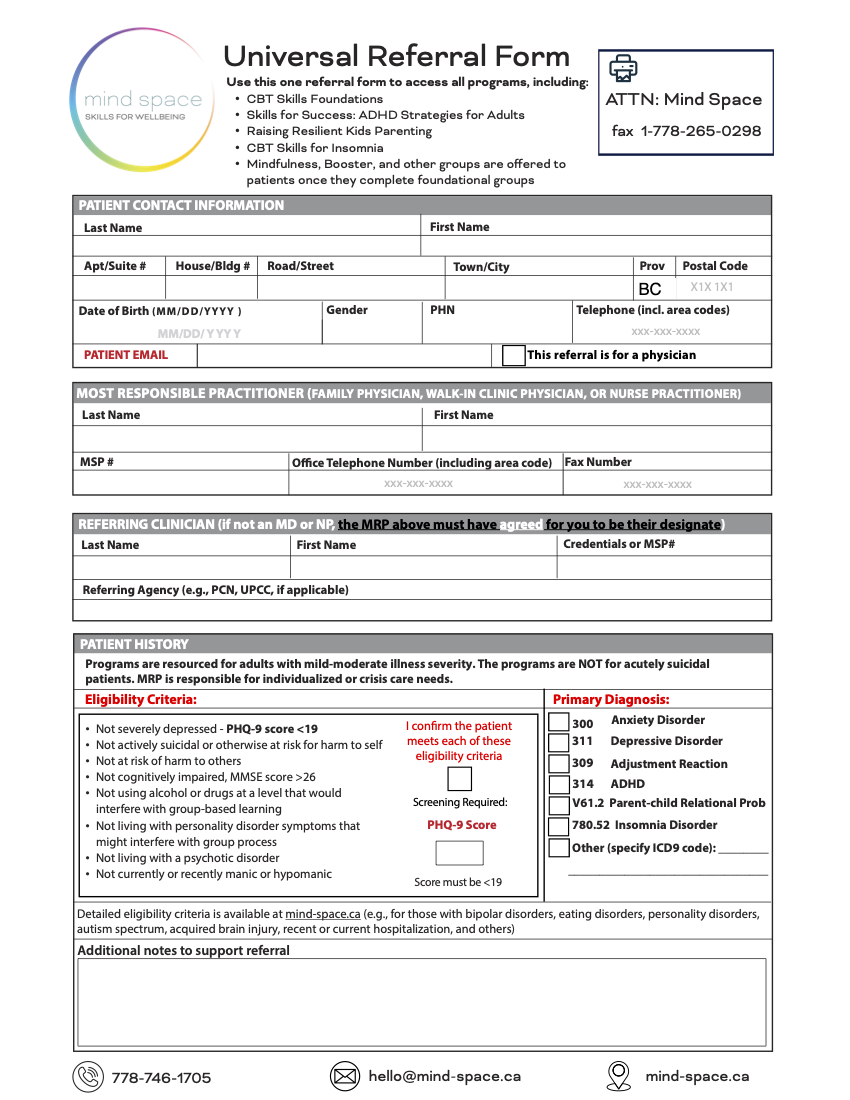 mind space
SKILLS FOR WELLBEING
Universal Referral Form
Use this one referral form to access all programs, including:
• CBT Skills Foundations
• Skills for Success: ADHD Strategies for Adults
• Raising Resilient Kids Parenting
• CBT Skills for Insomnia
• Mindfulness, Booster, and other groups are offered to
patients once they complete foundational groups
ATTN: Mind Space
fax 1-778-265-0298
PATIENT CONTACT INFORMATION
Last Name First Name
Apt/Suite # House/Bldg # Road/Street Town/City Prov Postal Code
BC X1X 1X1
Date of Birth (MM/DD/YYYY ) Gender PHN Telephone (incl. area codes)
MM/DD/YYYY xxx-xxx-xxxx
PATIENT EMAIL This referral is for a physician
MOST RESPONSIBLE PRACTITIONER (FAMILY PHYSICIAN, WALK-IN CLINIC PHYSICIAN, OR NURSE PRACTITIONER)
Last Name First Name
MSP # Office Telephone Number (including area code) Fax Number
xxx-xxx-xxxx xxx-xxx-xxxx
REFERRING CLINICIAN (if not an MD or NP, the MRP above must have agreed for you to be their designate)
Last Name First Name Credentials or MSP#
Referring Agency (e.g., PCN, UPCC, if applicable)
PATIENT HISTORY
Programs are resourced for adults with mild-moderate illness severity. The programs are NOT for acutely suicidal
patients. MRP is responsible for individualized or crisis care needs.
Eligibility Criteria:
• Not severely depressed - PHQ-9 score <19
• Not actively suicidal or otherwise at risk for harm to self
• Not at risk of harm to others
• Not cognitively impaired, MMSE score >26
• Not using alcohol or drugs at a level that would
interfere with group-based learning
• Not living with personality disorder symptoms that
might interfere with group process
• Not living with a psychotic disorder
• Not currently or recently manic or hypomanic
I confirm the patient
meets each of these
eligibility criteria
Screening Required:
PHQ-9 Score
Score must be <19
Primary Diagnosis:
300 Anxiety Disorder
311 Depressive Disorder
309 Adjustment Reaction
314 ADHD
V61.2 Parent-child Relational Prob
780.52 Insomnia Disorder
Other (specify ICD9 code): ________
Detailed eligibility criteria is available at mind-space.ca (e.g., for those with bipolar disorders, eating disorders, personality disorders,
autism spectrum, acquired brain injury, recent or current hospitalization, and others)
Additional notes to support referral
778-746-1705 hello@mind-space.ca mind-space.ca